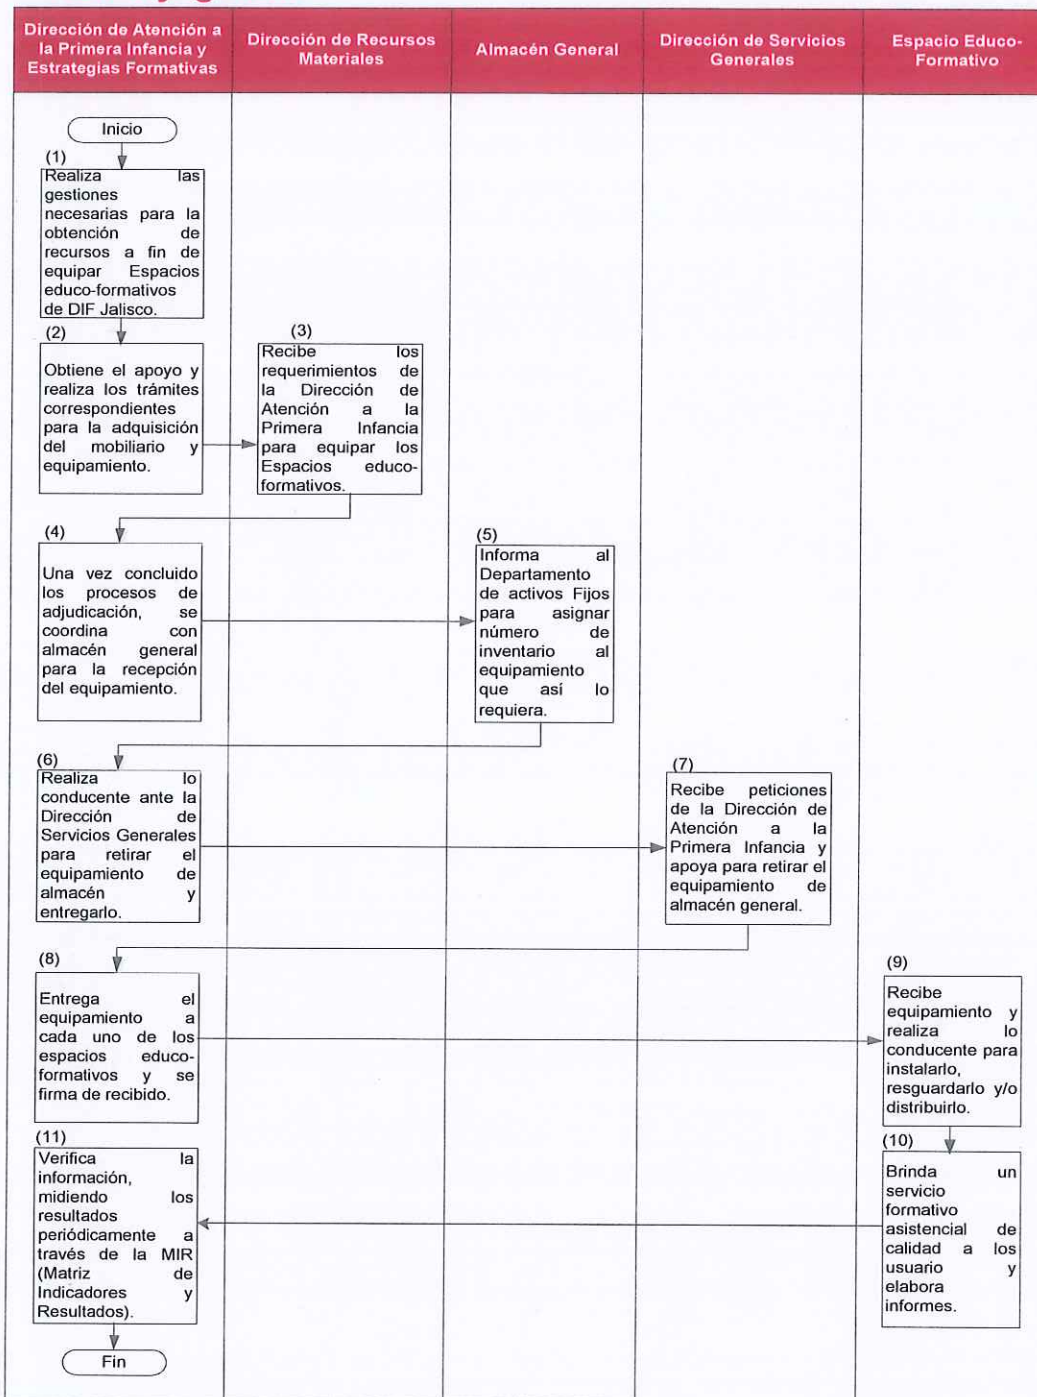 Dirección de Atención a
la Primera Infancia y
Estrategias Formativas
Dirección de Recursos
Materiales
Almacén General
Dirección de Servicios
Generales
Espacio Educo-
Formativo
Inicio
(1)
Realiza las
gestiones
necesarias para la
obtención de
recursos a fin de
equipar Espacios
educo-formativos
de DIF Jalisco.
(2)
Obtiene el apoyo y
realiza los trámites
correspondientes
para la adquisición
del mobiliario y
equipamiento.
(3)
Recibe los
requerimientos de
la Dirección de
Atención a la
Primera Infancia
para equipar los
Espacios educo-
formativos.
(4)
Una vez concluido
los procesos de
adjudicación, se
coordina con
almacén general
para la recepción
del equipamiento.
(5)
Informa al
Departamento
de activos Fijos
para asignar
número de
inventario al
equipamiento
que así lo
requiera.
(6)
Realiza lo
conducente ante la
Dirección de
Servicios Generales
para retirar el
equipamiento de
almacén y
entregarlo.
(7)
Recibe peticiones
de la Dirección de
Atención a la
Primera Infancia y
apoya para retirar el
equipamiento de
almacén general.
(8)
Entrega el
equipamiento a
cada uno de los
espacios educo-
formativos y se
firma de recibido.
(9)
Recibe
equipamiento y
realiza lo
conducente para
instalarlo,
resguardarlo y/o
distribuirlo.
(10)
Brinda un
servicio
formativo
asistencial de
calidad a los
usuario y
elabora
informes.
(11)
Verifica la
información,
midiendo los
resultados
periódicamente a
través de la MIR
(Matriz de
Indicadores y
Resultados).
Fin